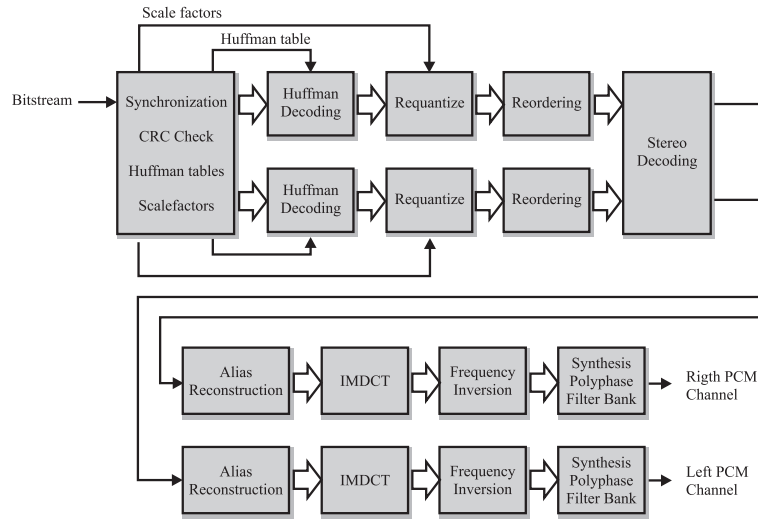 Scale factors
Huffman table
Bitstream
Synchronization
CRC Check
Huffman tables
Scalefactors
Huffman
Decoding
Requantize
Reordering
Stereo
Decoding
Huffman
Decoding
Requantize
Reordering
Alias
Reconstruction
IMDCT
Frequency
Inversion
Synthesis
Polyphase
Filter Bank
Rigth PCM
Channel
Alias
Reconstruction
IMDCT
Frequency
Inversion
Synthesis
Polyphase
Filter Bank
Left PCM
Channel